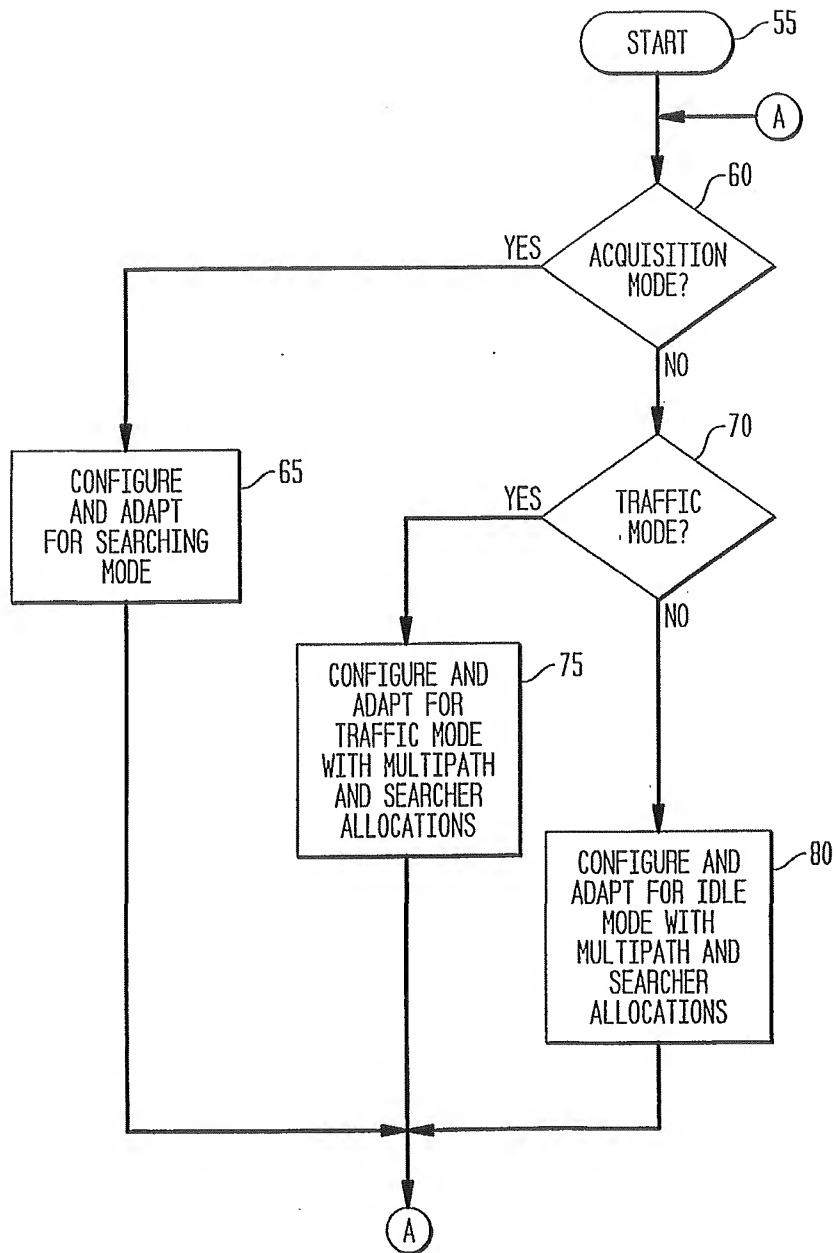 START
55
A
60
YES
ACQUISITION
MODE?
NO
70
65
CONFIGURE
AND ADAPT
FOR SEARCHING
MODE
YES
TRAFFIC
MODE?
NO
75
CONFIGURE AND
ADAPT FOR
TRAFFIC MODE
WITH MULTIPATH
AND SEARCHER
ALLOCATIONS
80
CONFIGURE AND
ADAPT FOR IDLE
MODE WITH
MULTIPATH AND
SEARCHER
ALLOCATIONS
A